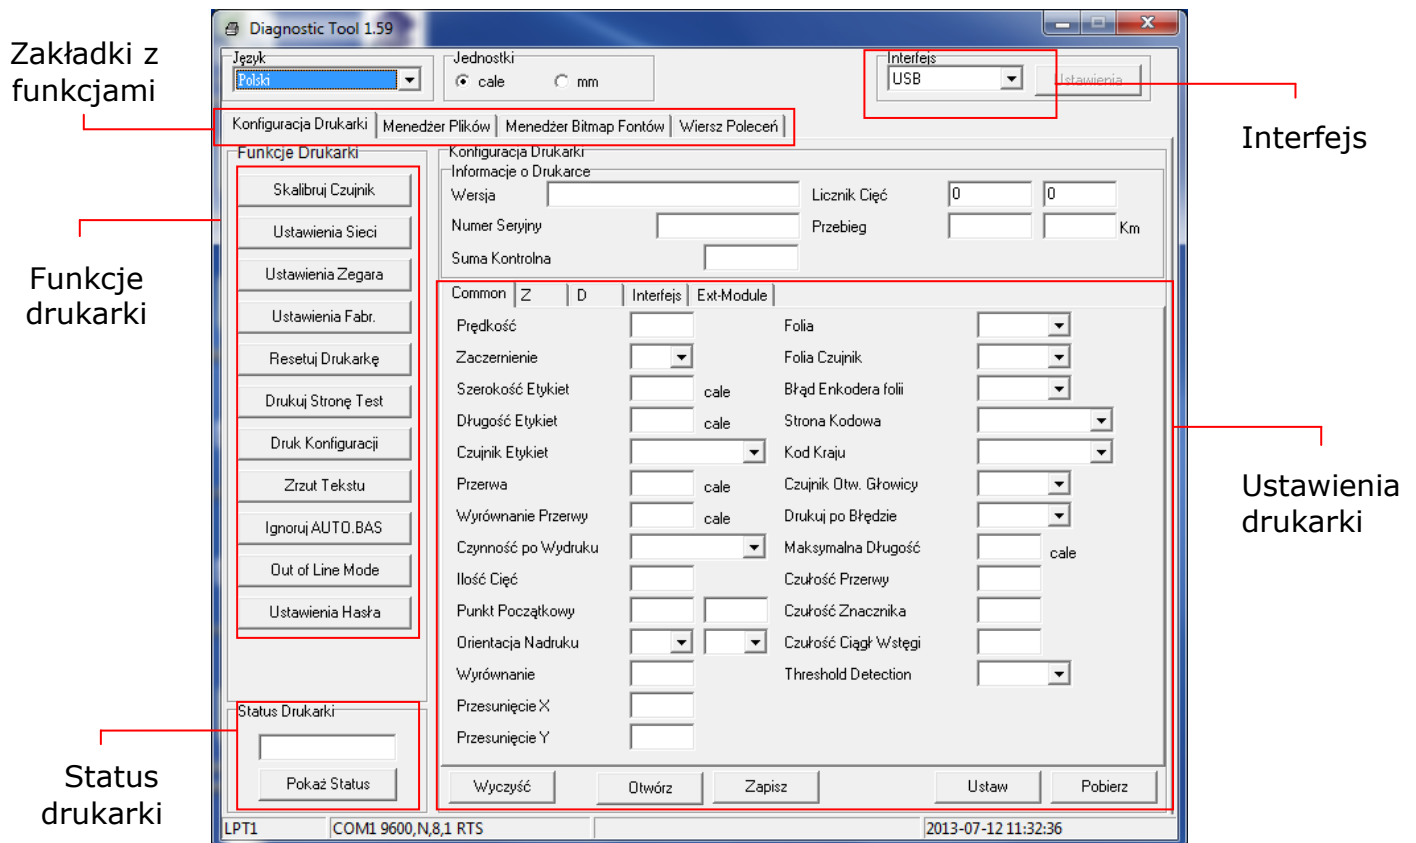 Diagnostic Tool 1.59
Zakładki z
funkcjami
Język
Polski
Jednostki
cale
mm
Interfejs
USB
Ustawienia
Interfejs
Konfiguracja Drukarki
Menedżer Plików
Menedżer Bitmap Fontów
Wiersz Poleceń
Funkcje Drukarki
Skalibruj Czujnik
Ustawienia Sieci
Ustawienia Zegara
Ustawienia Fabr.
Resetuj Drukarkę
Drukuj Stronę Test
Druk Konfiguracji
Zrzut Tekstu
Ignoruj AUTO.BAS
Out of Line Mode
Ustawienia Hasła
Funkcje
drukarki
Konfiguracja Drukarki
Informacje o Drukarce
Wersja
Licznik Cięć
0
0
Numer Seryjny
Przebieg
Km
Suma Kontrolna
Common
Z
D
Interfejs
Ext-Module
Prędkość
Folia
Zaczernienie
Folia Czujnik
Szerokość Etykiet
cale
Błąd Enkodera folii
Długość Etykiet
cale
Strona Kodowa
Czujnik Etykiet
Kod Kraju
Przerwa
cale
Czujnik Otw. Głowicy
Wyrównanie Przerwy
cale
Drukuj po Błędzie
Czynność po Wydruku
Maksymalna Długość
cale
Ilość Cięć
Czułość Przerwy
Punkt Początkowy
Czułość Znacznika
Orientacja Nadruku
Czułość Ciągł Wstęgi
Wyrównanie
Threshold Detection
Przesunięcie X
Przesunięcie Y
Ustawienia
drukarki
Status Drukarki
Pokaż Status
Status
drukarki
Wyczyść
Otwórz
Zapisz
Ustaw
Pobierz
LPT1
COM1 9600,N,8,1 RTS
2013-07-12 11:32:36